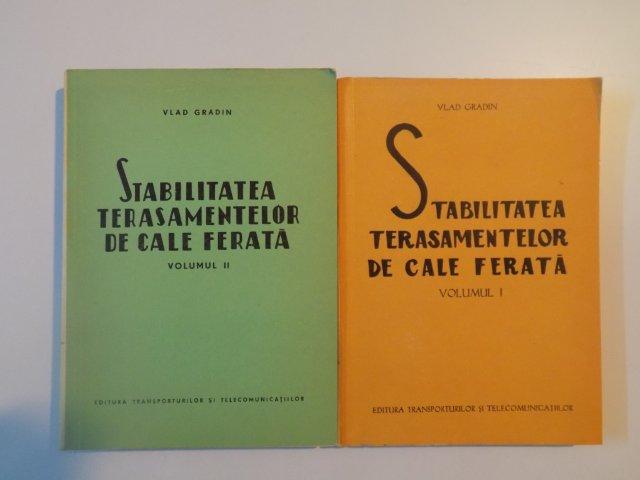 VLAD GRADIN
STABILITATEA
TERASAMENTELOR
DE CALE FERATĂ
VOLUMUL II
EDITURA TRANSPORTURILOR ȘI TELECOMUNICAȚIILOR
VLAD GRADIN
STABILITATEA
TERASAMENTELOR
DE CALE FERATĂ
VOLUMUL I
EDITURA TRANSPORTURILOR ȘI TELECOMUNICAȚIILOR